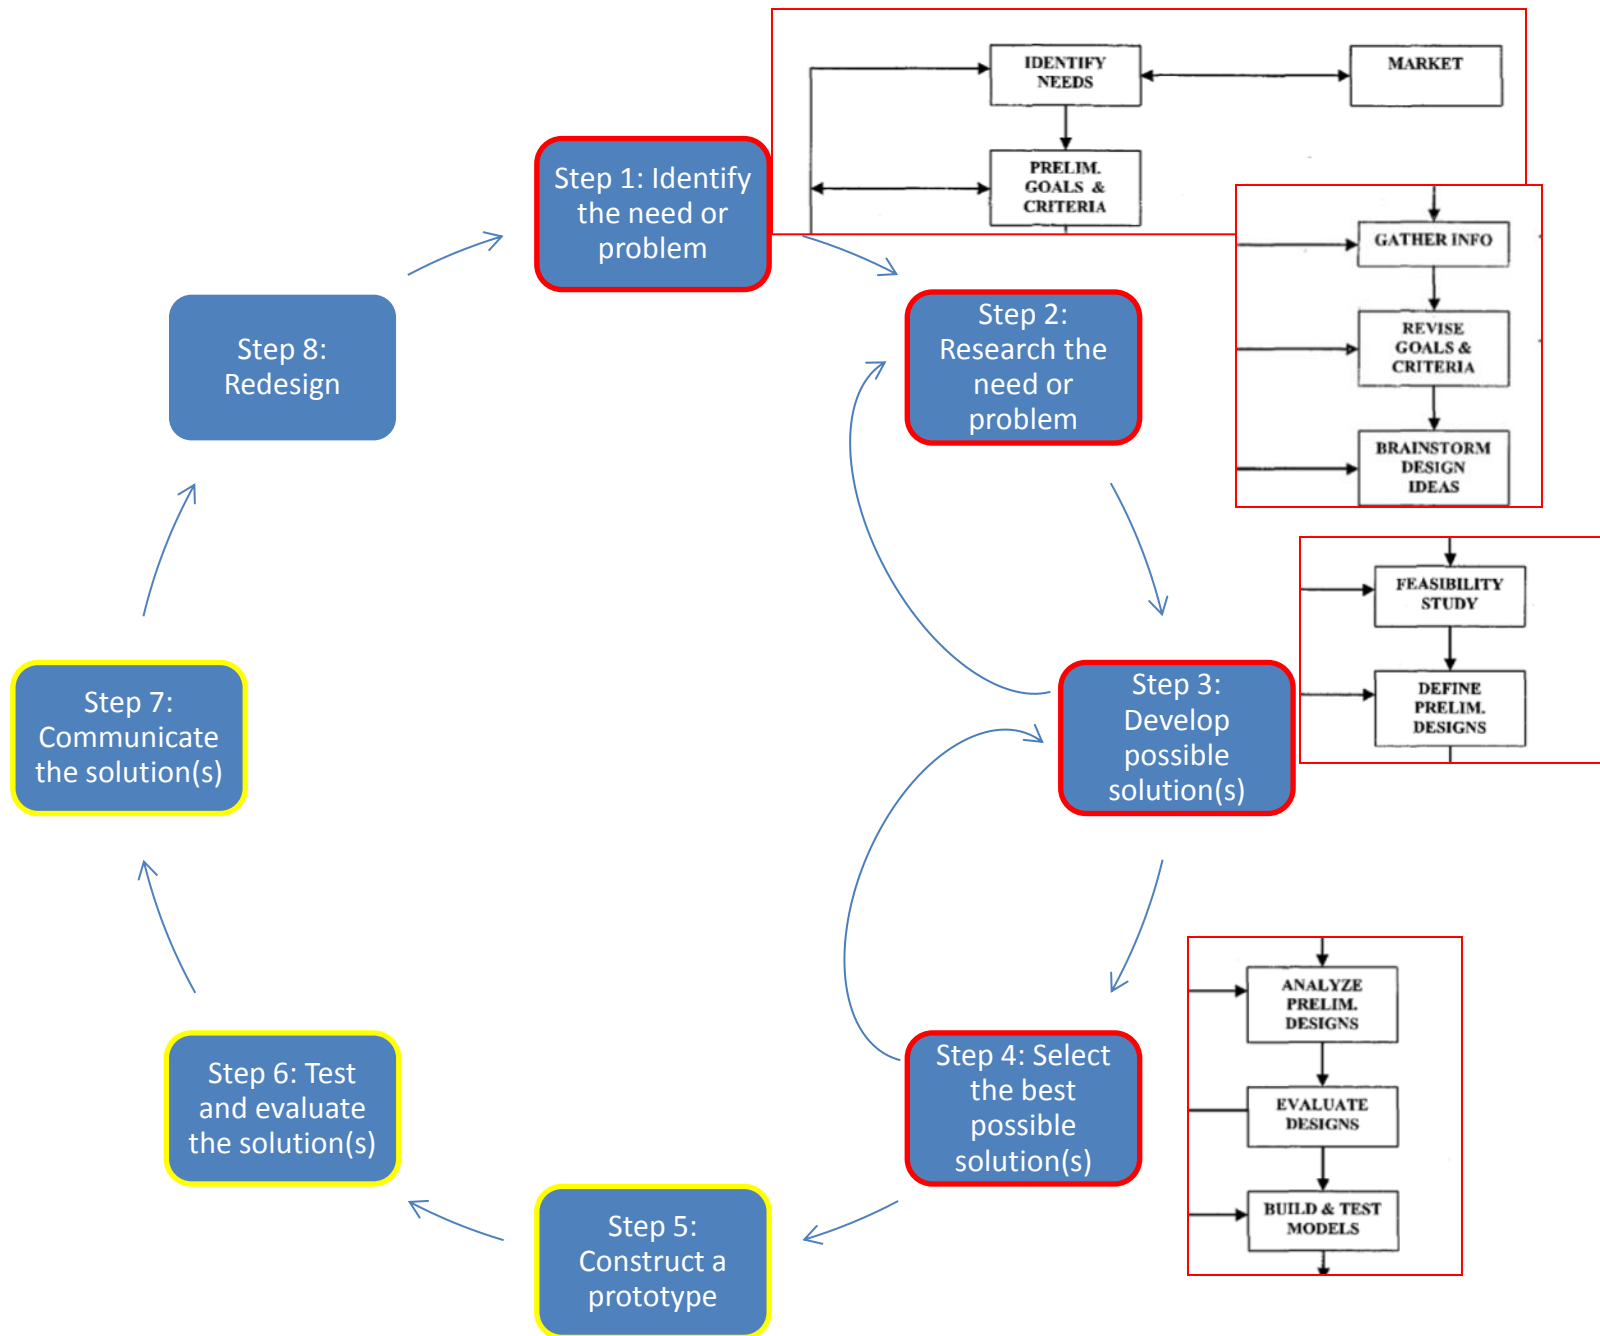 IDENTIFY
NEEDS
MARKET
PRELIM.
GOALS &
CRITERIA
Step 1: Identify
the need or
problem
GATHER INFO
REVISE
GOALS &
CRITERIA
BRAINSTORM
DESIGN
IDEAS
Step 2:
Research the
need or
problem
FEASIBILITY
STUDY
DEFINE
PRELIM.
DESIGNS
Step 3:
Develop
possible
solution(s)
ANALYZE
PRELIM.
DESIGNS
EVALUATE
DESIGNS
BUILD & TEST
MODELS
Step 4: Select
the best
possible
solution(s)
Step 5:
Construct a
prototype
Step 6: Test
and evaluate
the solution(s)
Step 7:
Communicate
the solution(s)
Step 8:
Redesign